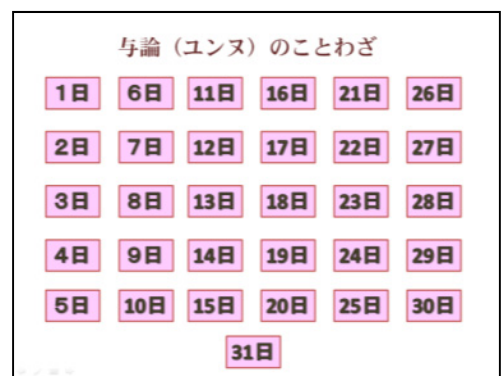 与論（ユンヌ）のことわざ
1日 6日 11日 16日 21日 26日
2日 7日 12日 17日 22日 27日
3日 8日 13日 18日 23日 28日
4日 9日 14日 19日 24日 29日
5日 10日 15日 20日 25日 30日
31日